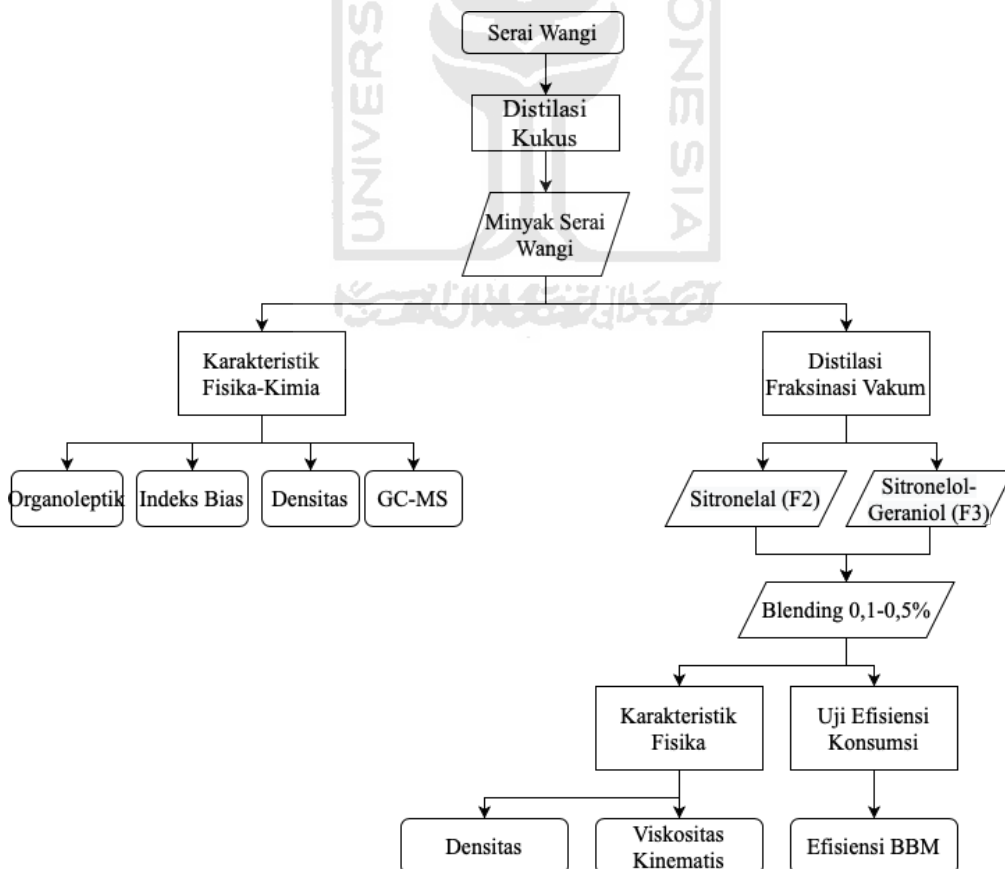 Serai Wangi
Distilasi
Kukus
Minyak Serai
Wangi
Karakteristik
Fisika-Kimia
Distilasi
Fraksinasi Vakum
Organoleptik
Indeks Bias
Densitas
GC-MS
Sitronelal (F2)
Sitronelol-
Geraniol (F3)
Blending 0,1-0,5%
Karakteristik
Fisika
Uji Efisiensi
Konsumsi
Densitas
Viskositas
Kinematis
Efisiensi BBM
UNIVERS
ONESIA